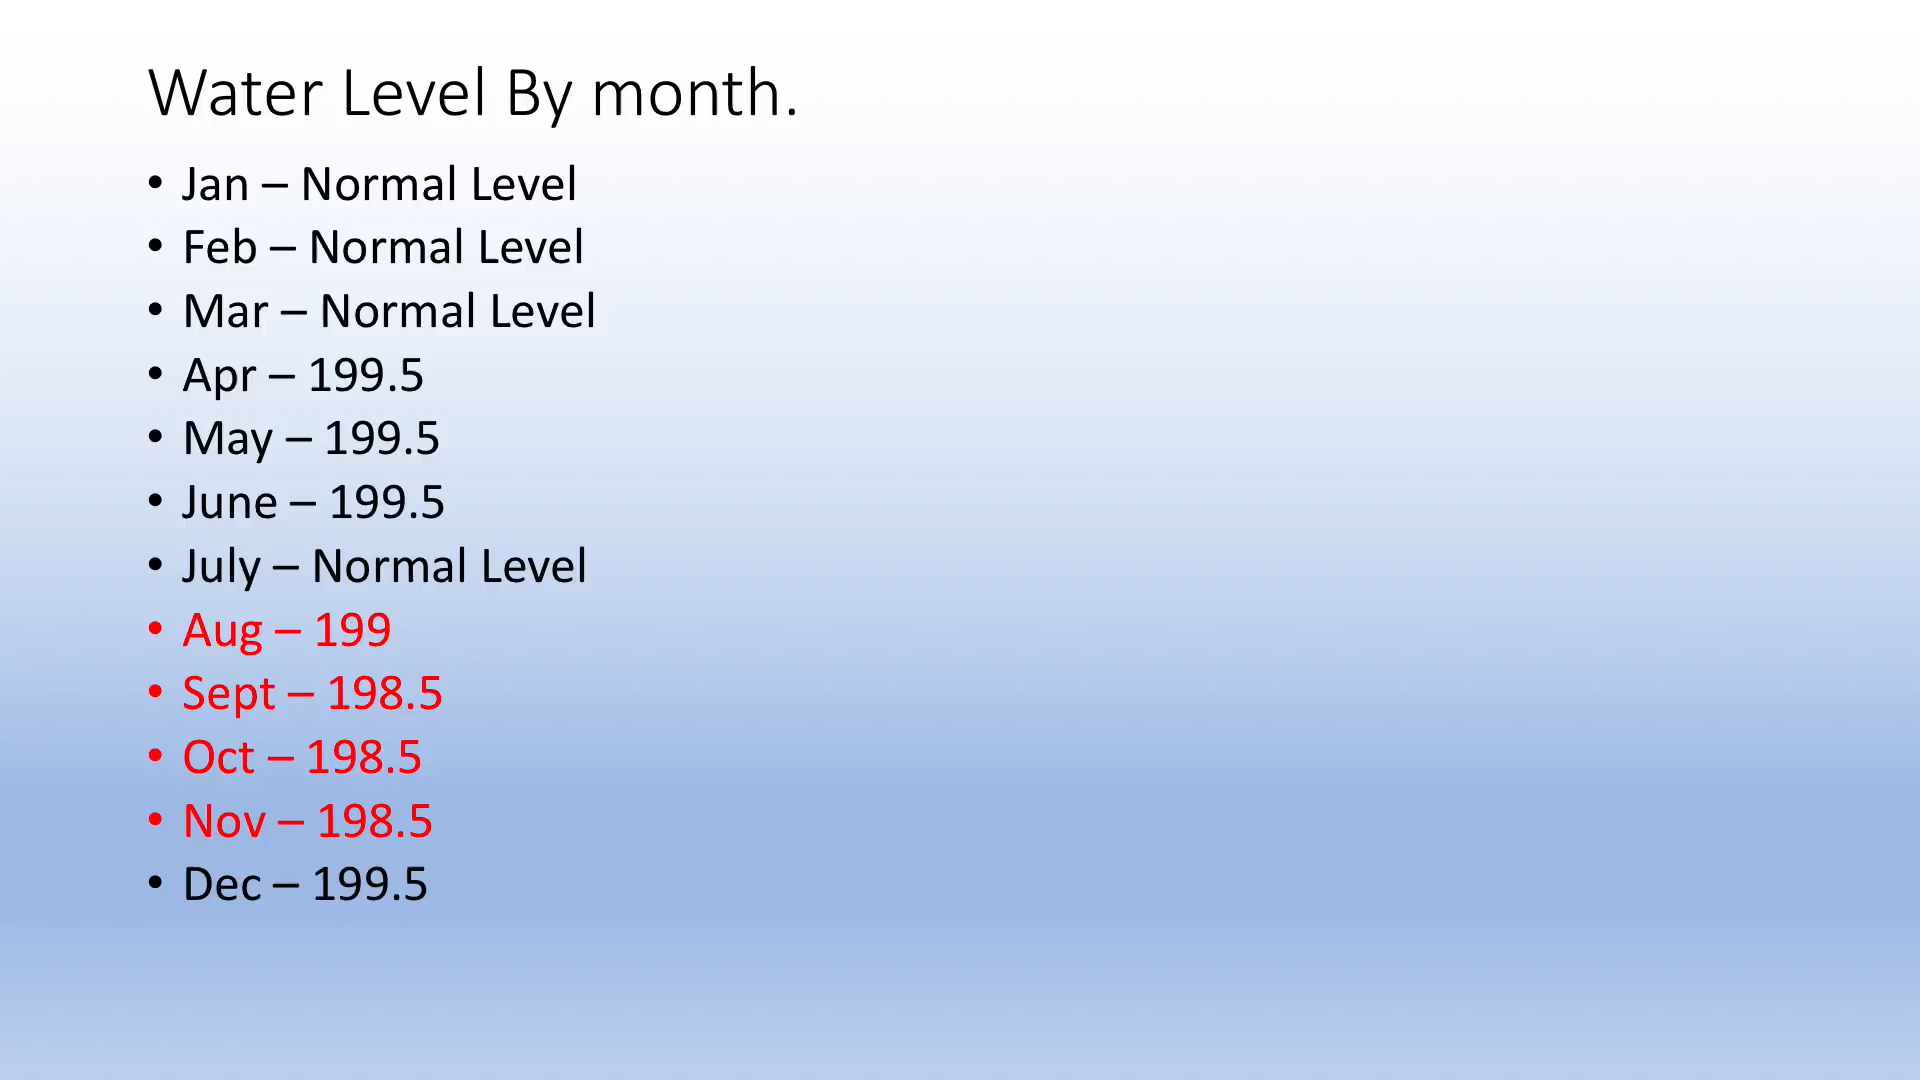 Water Level By month.
• Jan – Normal Level
• Feb – Normal Level
• Mar – Normal Level
• Apr – 199.5
• May – 199.5
• June – 199.5
• July – Normal Level
• Aug – 199
• Sept – 198.5
• Oct – 198.5
• Nov – 198.5
• Dec – 199.5